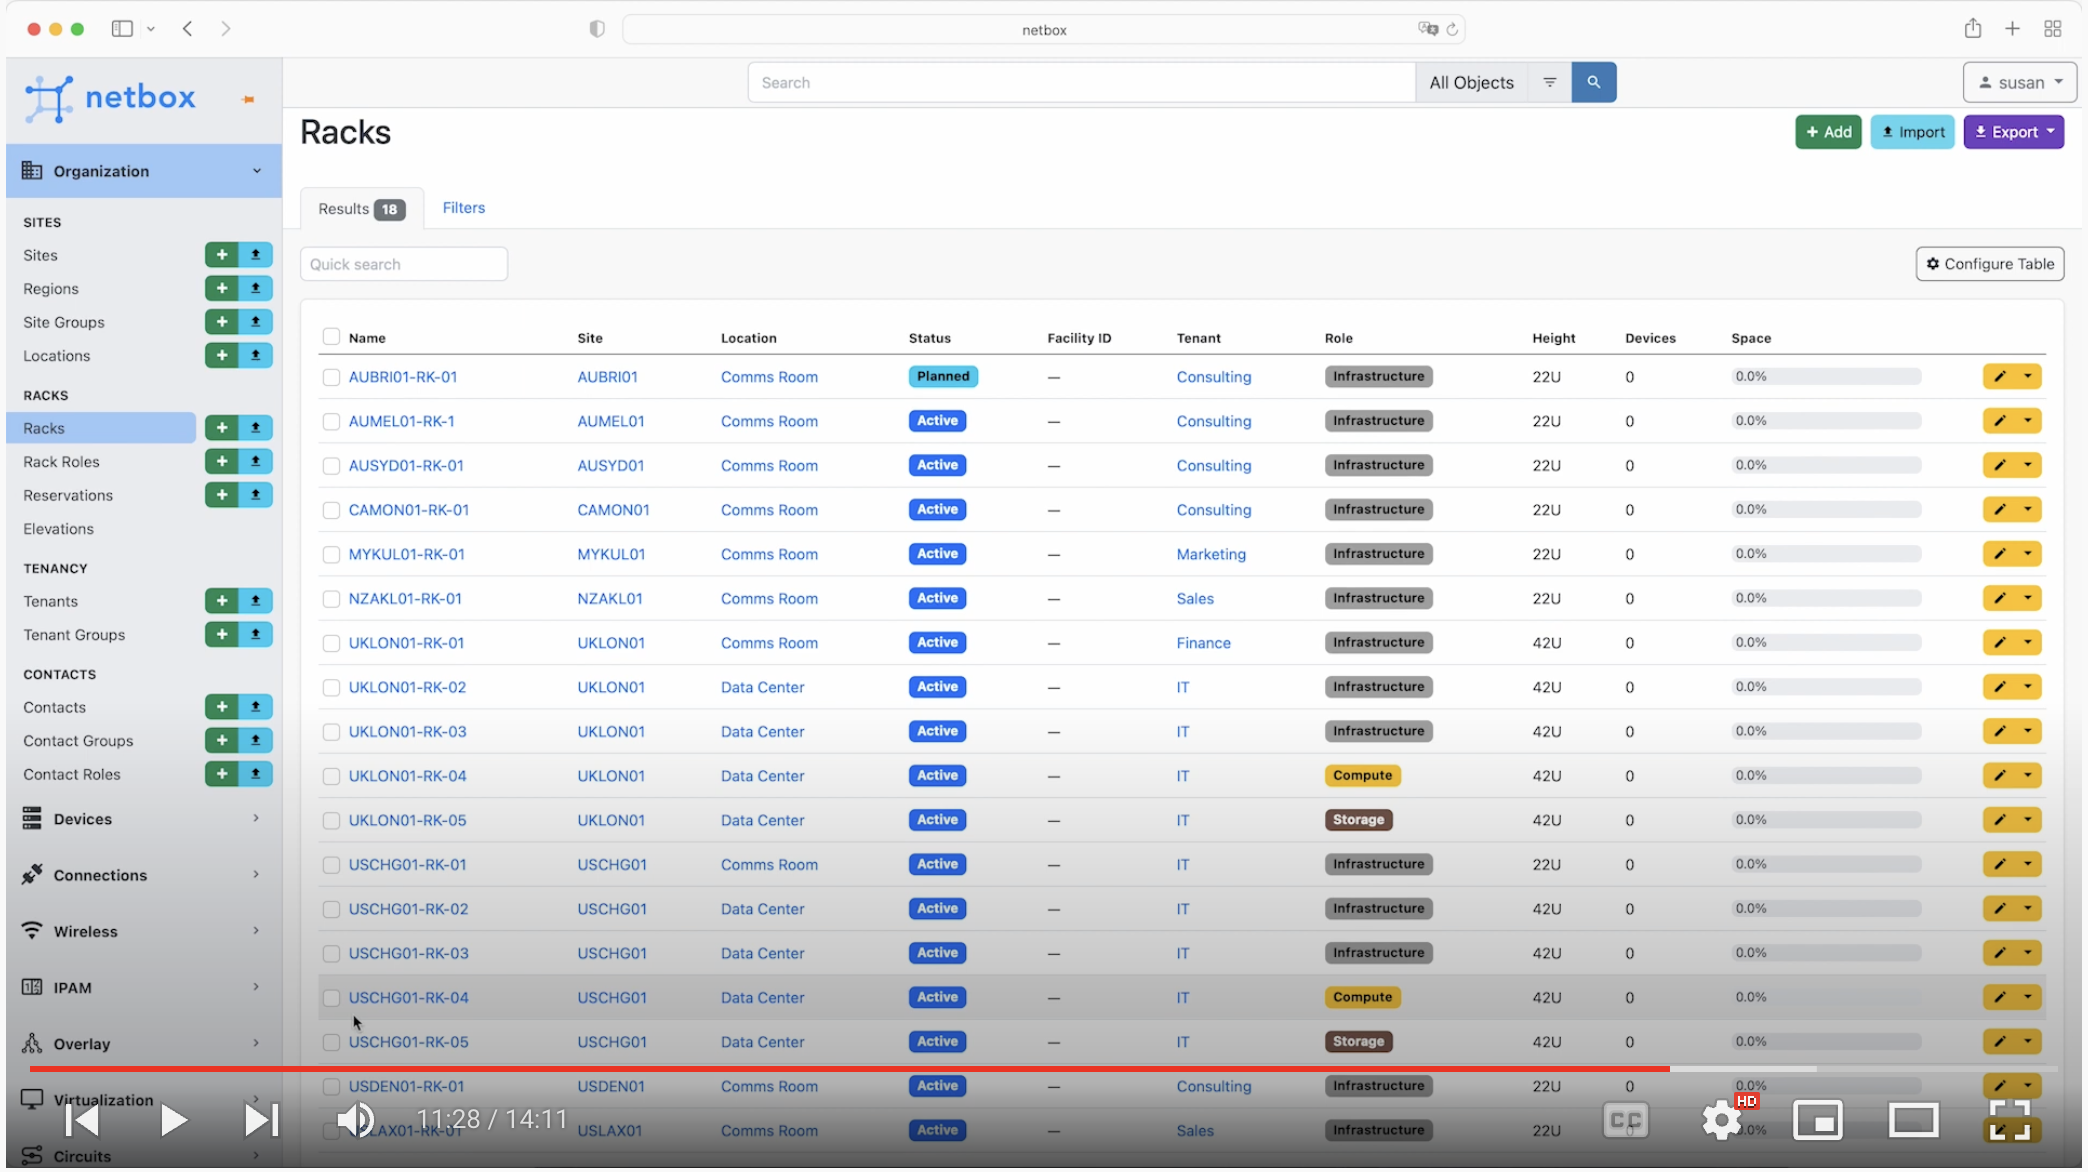 netbox
netbox
Search All Objects susan
Racks
+ Add Import Export
Organization
Results 18 Filters
SITES
Sites
Regions
Site Groups
Locations
Quick search Configure Table
RACKS
Racks
Rack Roles
Reservations
Elevations
TENANCY
Tenants
Tenant Groups
CONTACTS
Contacts
Contact Groups
Contact Roles
Devices
Connections
Wireless
IPAM
Overlay
Virtualization
Circuits
Name Site Location Status Facility ID Tenant Role Height Devices Space
AUBRI01-RK-01 AUBRI01 Comms Room Planned — Consulting Infrastructure 22U 0 0.0%
AUMEL01-RK-1 AUMEL01 Comms Room Active — Consulting Infrastructure 22U 0 0.0%
AUSYD01-RK-01 AUSYD01 Comms Room Active — Consulting Infrastructure 22U 0 0.0%
CAMON01-RK-01 CAMON01 Comms Room Active — Consulting Infrastructure 22U 0 0.0%
MYKUL01-RK-01 MYKUL01 Comms Room Active — Marketing Infrastructure 22U 0 0.0%
NZAKL01-RK-01 NZAKL01 Comms Room Active — Sales Infrastructure 22U 0 0.0%
UKLON01-RK-01 UKLON01 Comms Room Active — Finance Infrastructure 42U 0 0.0%
UKLON01-RK-02 UKLON01 Data Center Active — IT Infrastructure 42U 0 0.0%
UKLON01-RK-03 UKLON01 Data Center Active — IT Infrastructure 42U 0 0.0%
UKLON01-RK-04 UKLON01 Data Center Active — IT Compute 42U 0 0.0%
UKLON01-RK-05 UKLON01 Data Center Active — IT Storage 42U 0 0.0%
USCHG01-RK-01 USCHG01 Comms Room Active — IT Infrastructure 22U 0 0.0%
USCHG01-RK-02 USCHG01 Data Center Active — IT Infrastructure 42U 0 0.0%
USCHG01-RK-03 USCHG01 Data Center Active — IT Infrastructure 42U 0 0.0%
USCHG01-RK-04 USCHG01 Data Center Active — IT Compute 42U 0 0.0%
USCHG01-RK-05 USCHG01 Data Center Active — IT Storage 42U 0 0.0%
USDEN01-RK-01 USDEN01 Comms Room Active — Consulting Infrastructure 22U 0 0.0%
USLAX01 Comms Room Active — Sales Infrastructure 22U
11:28 / 14:11 CC HD